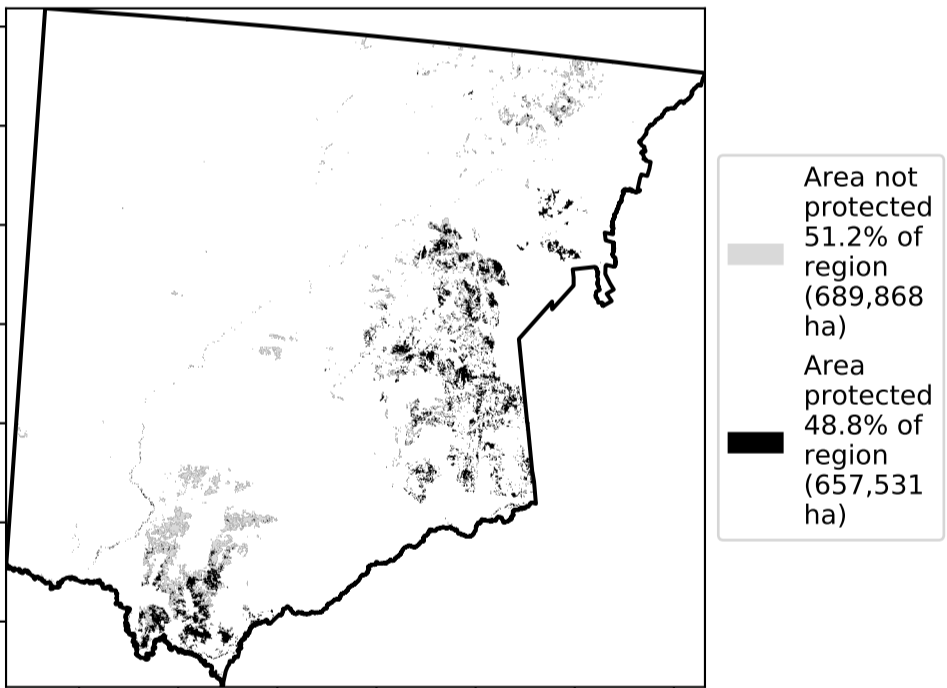 Area not
protected
51.2% of
region
(689,868
ha)
Area
protected
48.8% of
region
(657,531
ha)